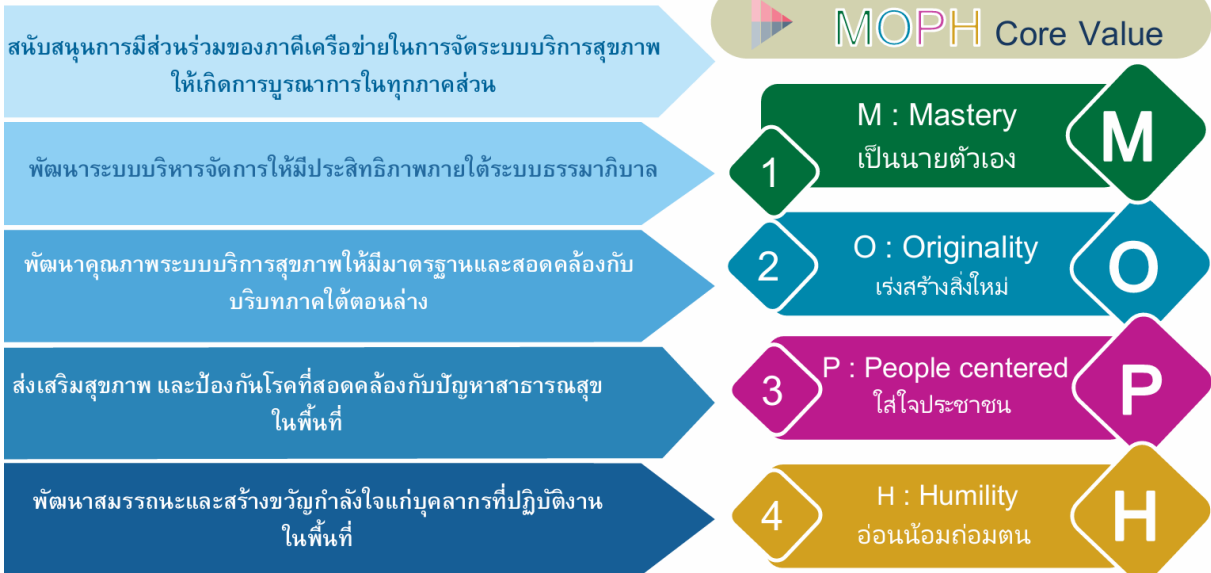 สนับสนุนการมีส่วนร่วมของภาคีเครือข่ายในการจัดระบบบริการสุขภาพ
ให้เกิดการบูรณาการในทุกภาคส่วน
พัฒนาระบบบริหารจัดการให้มีประสิทธิภาพภายใต้ระบบธรรมาภิบาล
พัฒนาคุณภาพระบบบริการสุขภาพให้มีมาตรฐานและสอดคล้องกับ
บริบทภาคใต้ตอนล่าง
ส่งเสริมสุขภาพ และป้องกันโรคที่สอดคล้องกับปัญหาสาธารณสุข
ในพื้นที่
พัฒนาสมรรถนะและสร้างขวัญกำลังใจแก่บุคลากรที่ปฏิบัติงาน
ในพื้นที่
MOPH Core Value
M : Mastery
เป็นนายตัวเอง
1
M
O : Originality
เร่งสร้างสิ่งใหม่
2
O
P : People centered
ใส่ใจประชาชน
3
P
H : Humility
อ่อนน้อมถ่อมตน
4
H